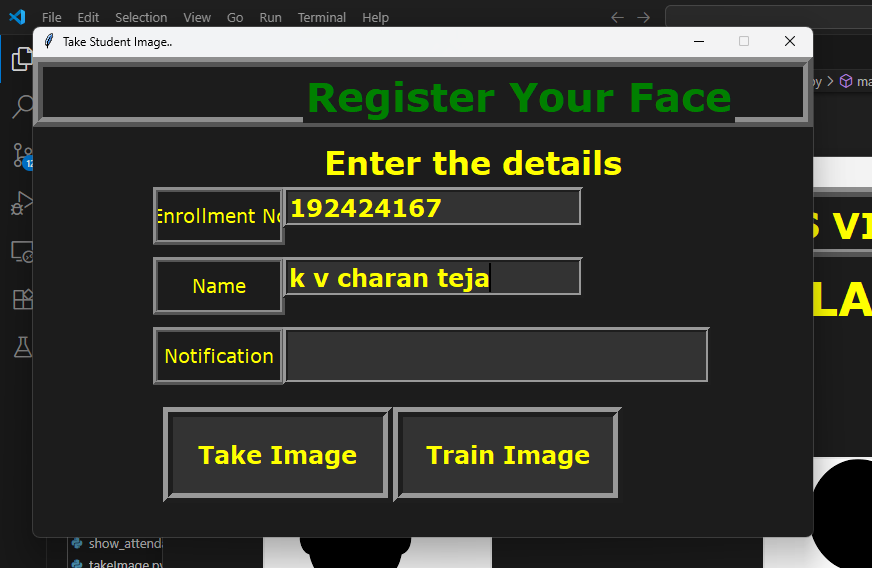 File Edit Selection View Go Run Terminal Help
Take Student Image..
Register Your Face
Enter the details
Enrollment No
192424167
Name
k v charan teja
Notification
Take Image
Train Image
12
py > ma
S VI
LA
show_attend
takeImage.py